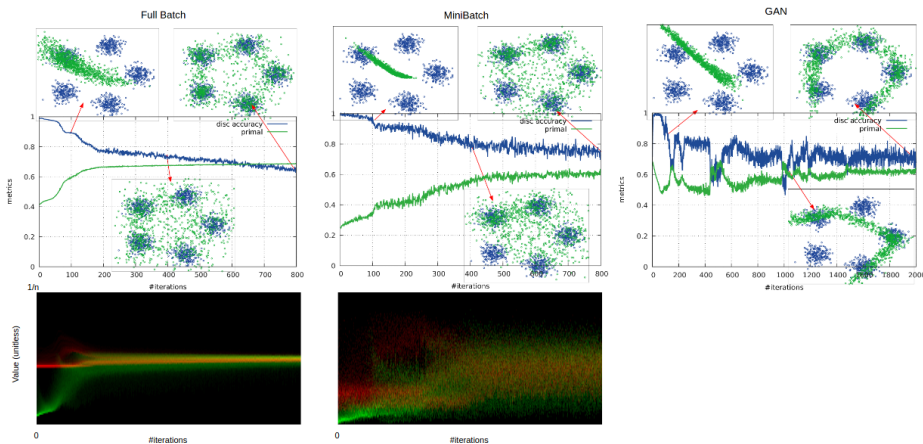 Full Batch
MiniBatch
GAN
disc accuracy
primal
metrics
1
0.8
0.6
0.4
0.2
0
0 100 200 300 400 500 600 700 800
#iterations
disc accuracy
primal
1
0.8
0.6
0.4
0.2
0
0 100 200 300 400 500 600 700 800
#iterations
disc accuracy
primal
metrics
1
0.8
0.6
0.4
0.2
0
0 200 400 600 800 1000 1200 1400 1600 1800 2000
#iterations
1/n
Value (unitless)
0
#iterations
0
#iterations